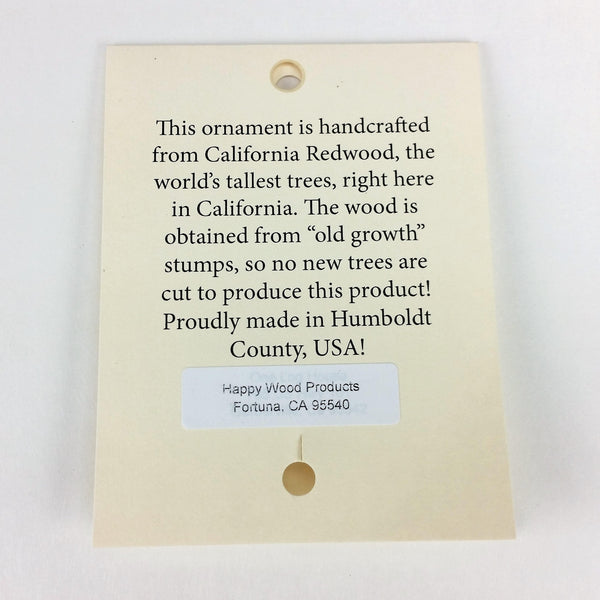 This ornament is handcrafted
from California Redwood, the
world’s tallest trees, right here
in California. The wood is
obtained from “old growth”
stumps, so no new trees are
cut to produce this product!
Proudly made in Humboldt
County, USA!
Happy Wood Products
Fortuna, CA 95540